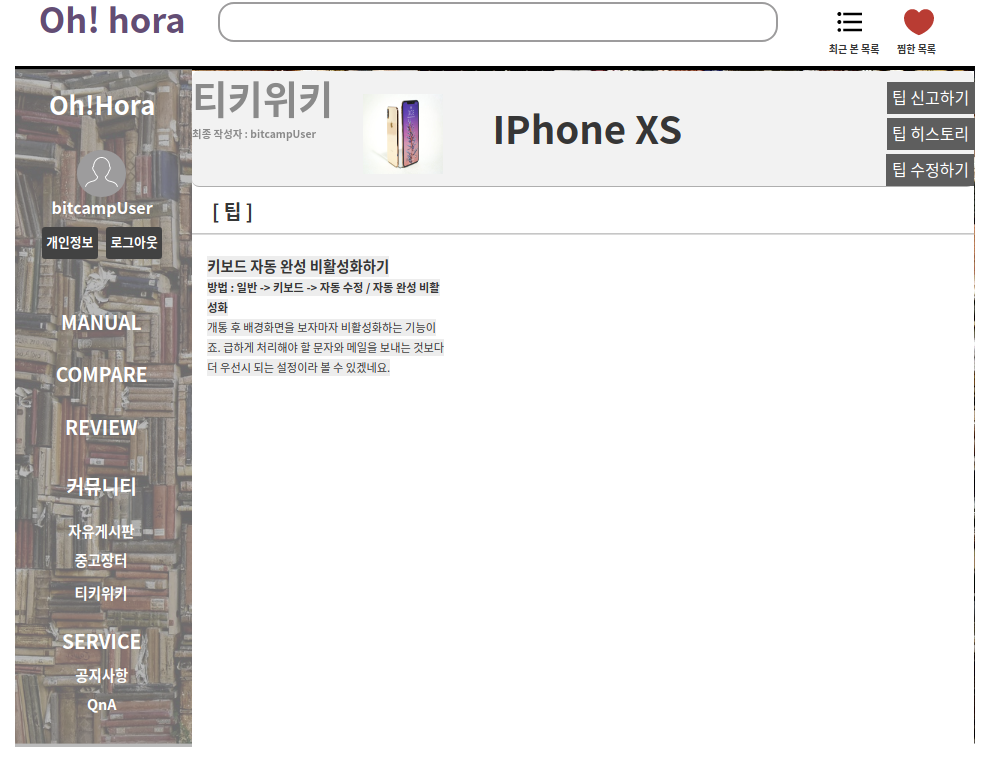 Oh! hora
최근 본 목록
찜한 목록
Oh!Hora
bitcampUser
개인정보
로그아웃
MANUAL
COMPARE
REVIEW
커뮤니티
자유게시판
중고장터
티키위키
SERVICE
공지사항
QnA
티키위키
최종 작성자 : bitcampUser
IPhone XS
팁 신고하기
팁 히스토리
팁 수정하기
[ 팁 ]
키보드 자동 완성 비활성화하기
방법 : 일반 -> 키보드 -> 자동 수정 / 자동 완성 비활
성화
개통 후 배경화면을 보자마자 비활성화하는 기능이
죠. 급하게 처리해야 할 문자와 메일을 보내는 것보다
더 우선시 되는 설정이라 볼 수 있겠네요.